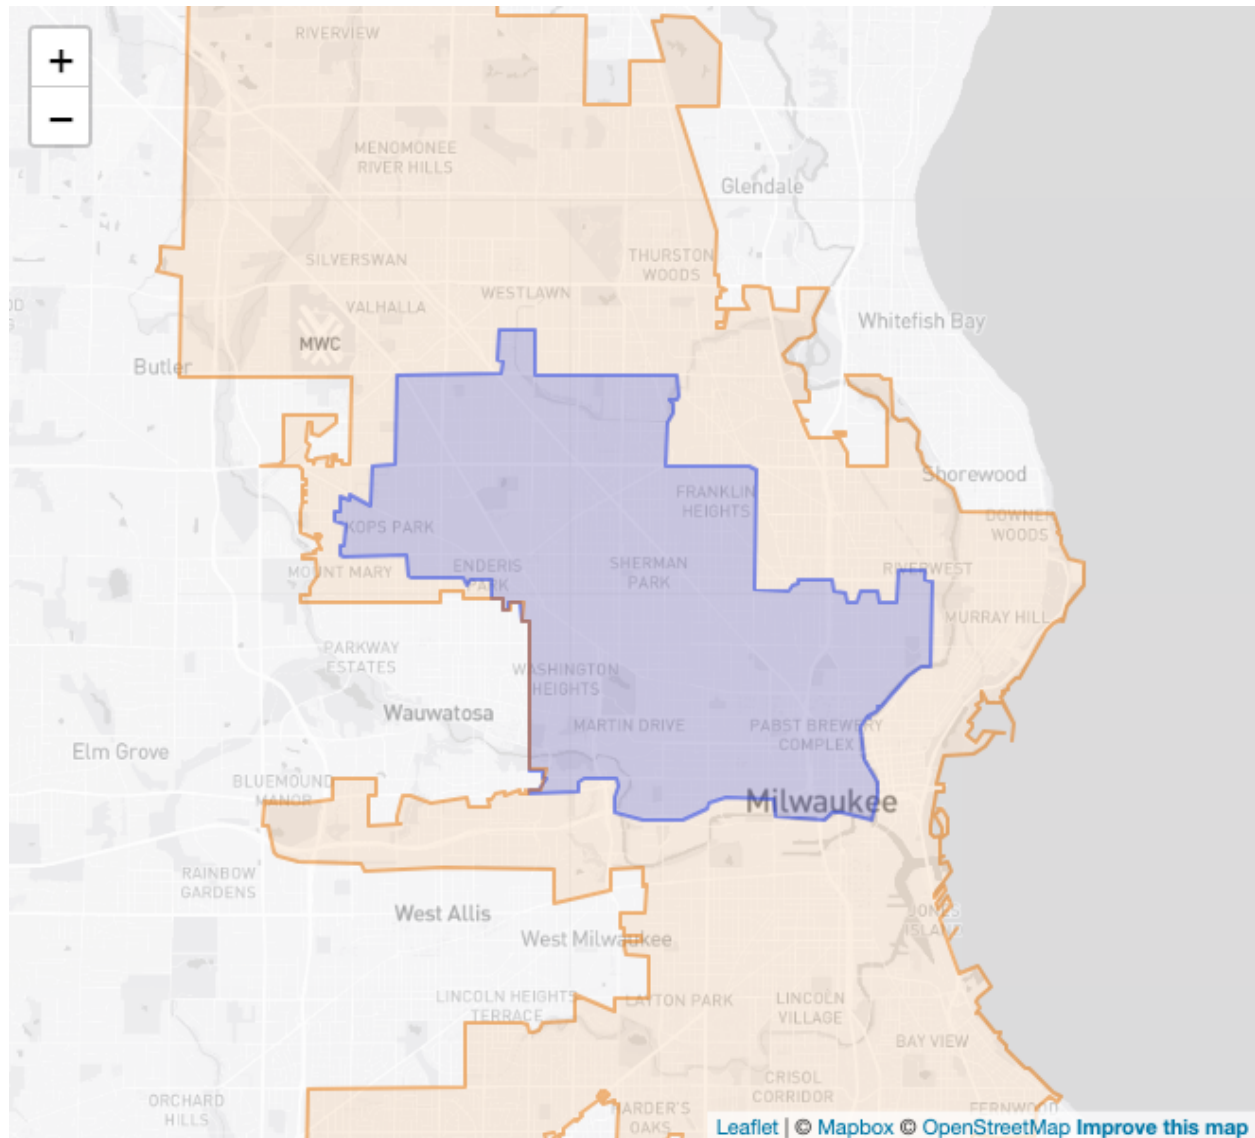 +
−
RIVERVIEW
MENOMONEE
RIVER HILLS
Glendale
SILVERSWAN
THURSTON
WOODS
WESTLAWN
VALHALLA
Whitefish Bay
MWC
Butler
Shorewood
FRANKLIN
HEIGHTS
DOWNER
WOODS
KOPS PARK
MOUNT MARY
ENDERIS
PARK
SHERMAN
PARK
RIVERWEST
MURRAY HILL
PARKWAY
ESTATES
WASHINGTON
HEIGHTS
Wauwatosa
MARTIN DRIVE
PABST BREWERY
COMPLEX
Elm Grove
BLUEMOUND
MANOR
Milwaukee
RAINBOW
GARDENS
West Allis
JONES
ISLAND
West Milwaukee
LINCOLN HEIGHTS
TERRACE
LAYTON PARK
LINCOLN
VILLAGE
BAY VIEW
CRISOL
CORRIDOR
ORCHARD
HILLS
HARDER'S
OAKS
FERNWOOD
Leaflet | © Mapbox © OpenStreetMap Improve this map